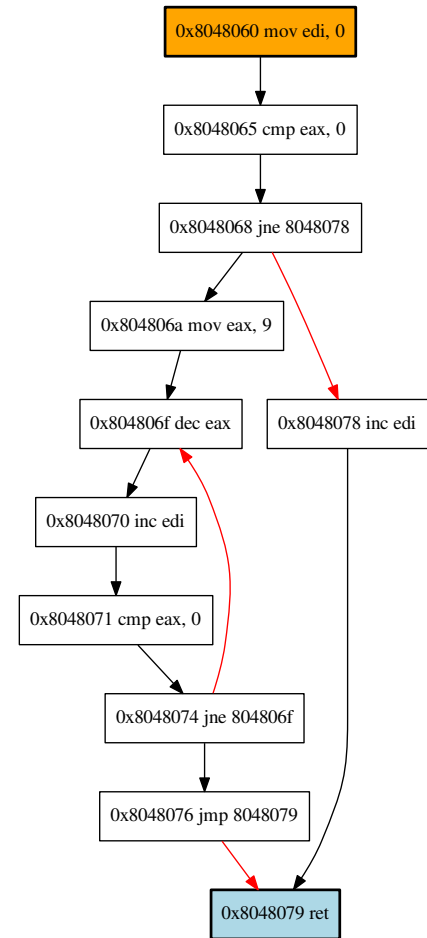 0x8048060 mov edi, 0
0x8048065 cmp eax, 0
0x8048068 jne 8048078
0x804806a mov eax, 9
0x804806f dec eax
0x8048078 inc edi
0x8048070 inc edi
0x8048071 cmp eax, 0
0x8048074 jne 804806f
0x8048076 jmp 8048079
0x8048079 ret